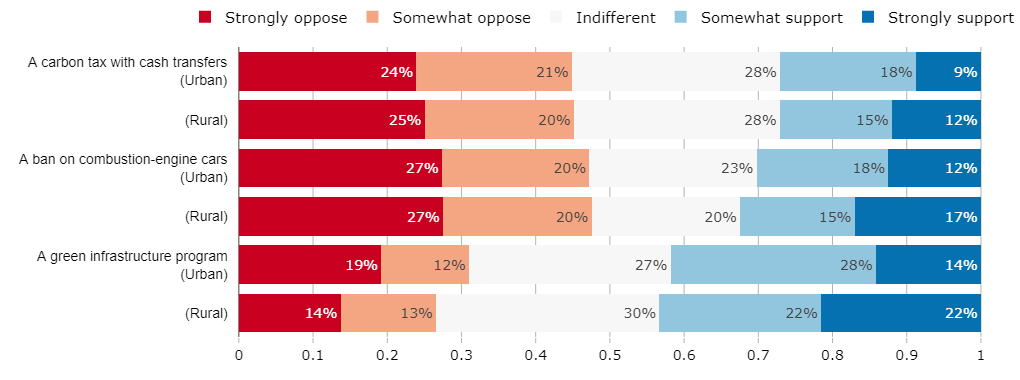 Strongly oppose Somewhat oppose Indifferent Somewhat support Strongly support
A carbon tax with cash transfers
(Urban)
24% 21% 28% 18% 9%
(Rural)
25% 20% 28% 15% 12%
A ban on combustion-engine cars
(Urban)
27% 20% 23% 18% 12%
(Rural)
27% 20% 20% 15% 17%
A green infrastructure program
(Urban)
19% 12% 27% 28% 14%
(Rural)
14% 13% 30% 22% 22%
0 0.1 0.2 0.3 0.4 0.5 0.6 0.7 0.8 0.9 1